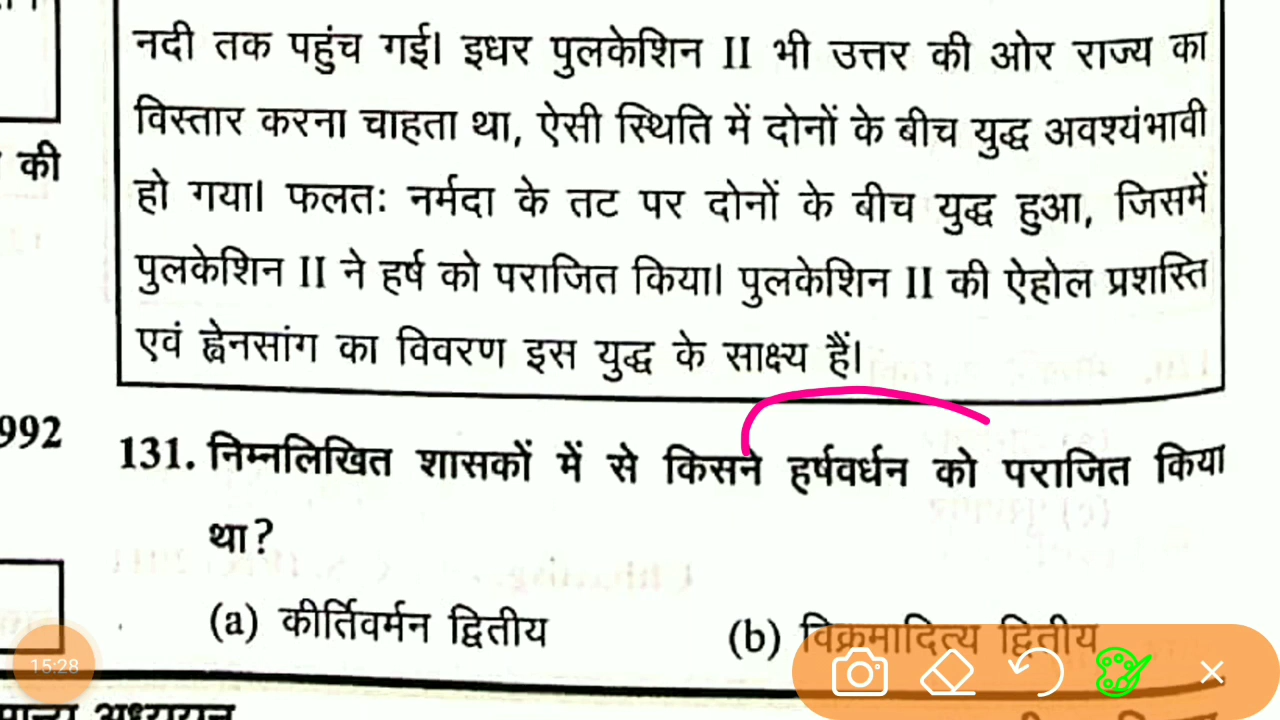 नदी तक पहुंच गई। इधर पुलकेशिन II भी उत्तर की ओर राज्य का
विस्तार करना चाहता था, ऐसी स्थिति में दोनों के बीच युद्ध अवश्यंभावी
की
हो गया। फलतः नर्मदा के तट पर दोनों के बीच युद्ध हुआ, जिसमें
पुलकेशिन II ने हर्ष को पराजित किया। पुलकेशिन II की ऐहोल प्रशस्ति
एवं ह्वेनसांग का विवरण इस युद्ध के साक्ष्य हैं।
992
131. निम्नलिखित शासकों में से किसने हर्षवर्धन को पराजित किया
था?
(a) कीर्तिवर्मन द्वितीय (b) विक्रमादित्य द्वितीय
15:28